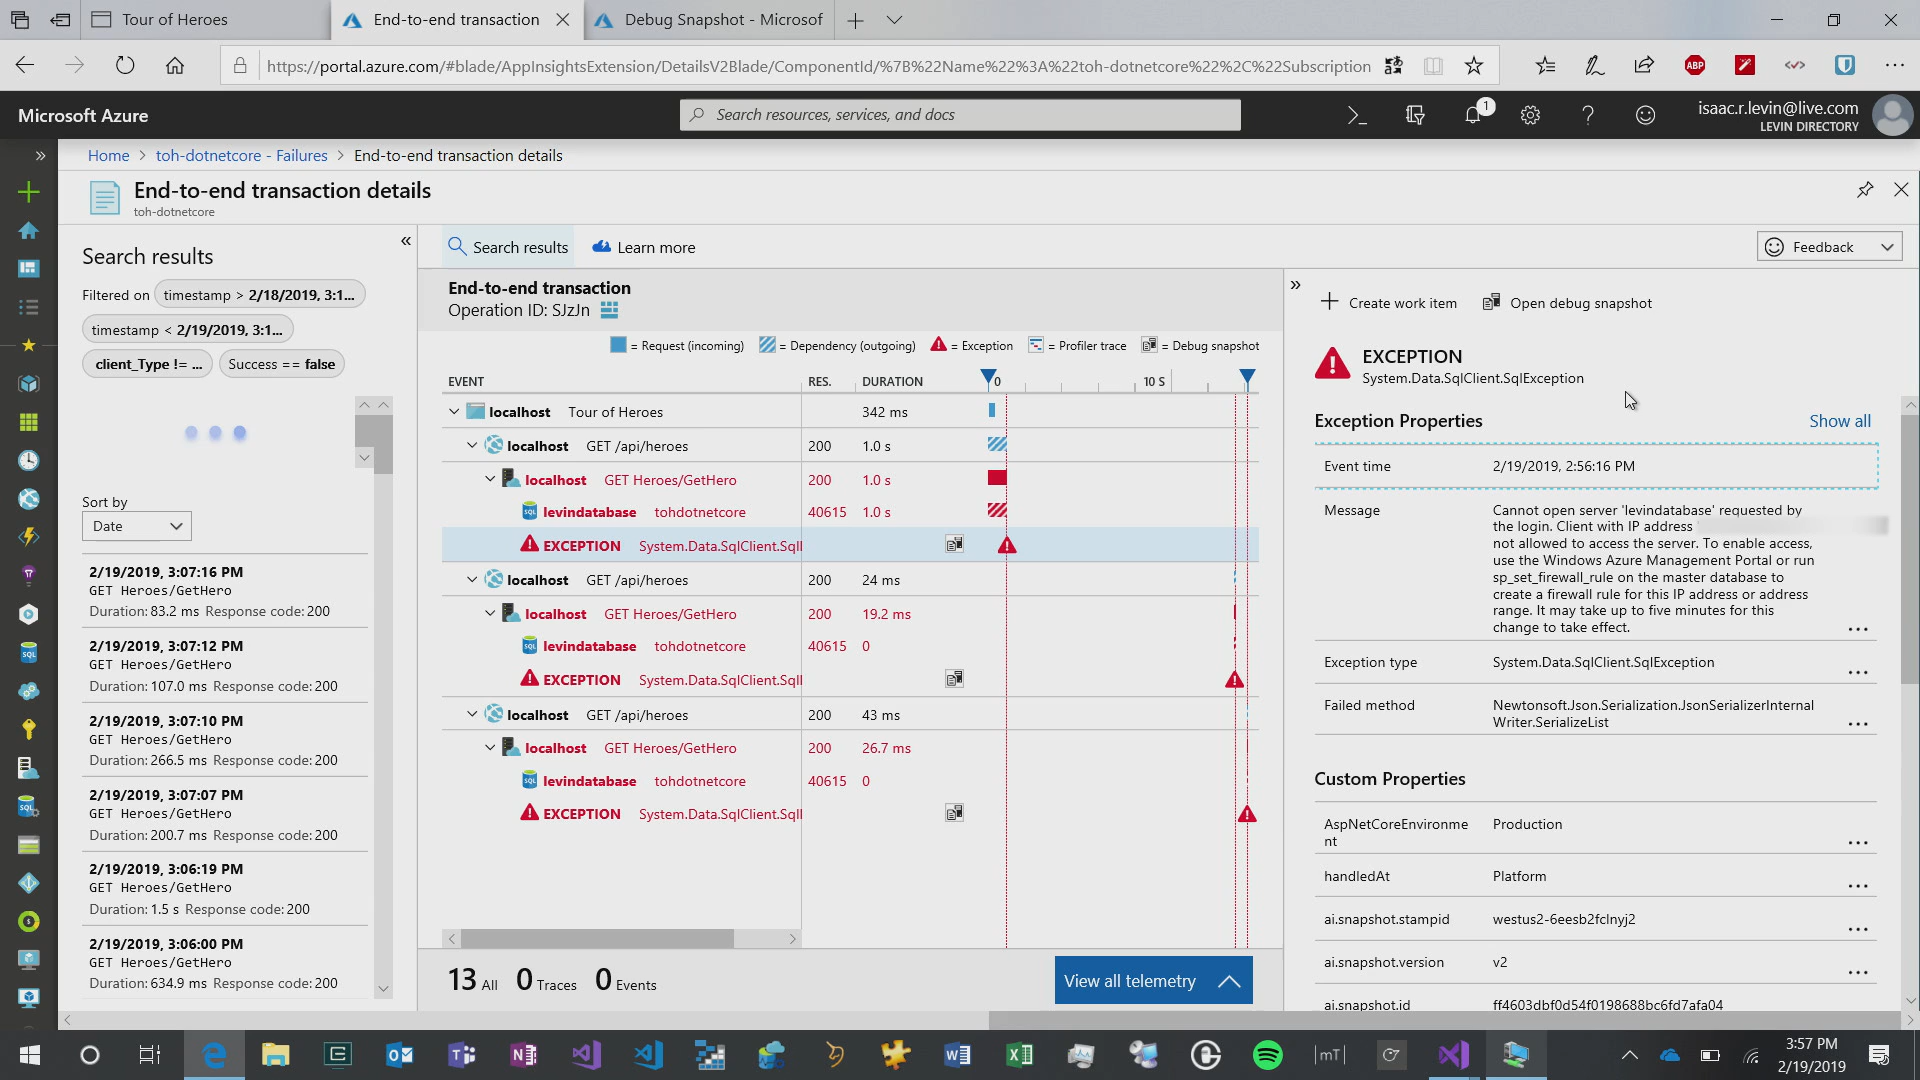 Tour of Heroes
End-to-end transaction
Debug Snapshot - Microsof
https://portal.azure.com/#blade/AppInsightsExtension/DetailsV2Blade/ComponentId/%7B%22Name%22%3A%22toh-dotnetcore%22%2C%22Subscription
ABP
Microsoft Azure
Search resources, services, and docs
1
isaac.r.levin@live.com
LEVIN DIRECTORY
Home > toh-dotnetcore - Failures > End-to-end transaction details
End-to-end transaction details
toh-dotnetcore
Search results
Filtered on timestamp > 2/18/2019, 3:1...
timestamp < 2/19/2019, 3:1...
client_Type != ... Success == false
Sort by
Date
2/19/2019, 3:07:16 PM
GET Heroes/GetHero
Duration: 83.2 ms Response code: 200
2/19/2019, 3:07:12 PM
GET Heroes/GetHero
Duration: 107.0 ms Response code: 200
2/19/2019, 3:07:10 PM
GET Heroes/GetHero
Duration: 266.5 ms Response code: 200
2/19/2019, 3:07:07 PM
GET Heroes/GetHero
Duration: 200.7 ms Response code: 200
2/19/2019, 3:06:19 PM
GET Heroes/GetHero
Duration: 1.5 s Response code: 200
2/19/2019, 3:06:00 PM
GET Heroes/GetHero
Duration: 634.9 ms Response code: 200
Search results Learn more
Feedback
End-to-end transaction
Operation ID: SJzJn
= Request (incoming) = Dependency (outgoing) = Exception = Profiler trace = Debug snapshot
EVENT RES. DURATION 0 10 S
localhost Tour of Heroes 342 ms
localhost GET /api/heroes 200 1.0 s
localhost GET Heroes/GetHero 200 1.0 s
levindatabase tohdotnetcore 40615 1.0 s
EXCEPTION System.Data.SqlClient.Sqll
localhost GET /api/heroes 200 24 ms
localhost GET Heroes/GetHero 200 19.2 ms
levindatabase tohdotnetcore 40615 0
EXCEPTION System.Data.SqlClient.Sqll
localhost GET /api/heroes 200 43 ms
localhost GET Heroes/GetHero 200 26.7 ms
levindatabase tohdotnetcore 40615 0
EXCEPTION System.Data.SqlClient.Sqll
13 All 0 Traces 0 Events
View all telemetry
Create work item Open debug snapshot
EXCEPTION
System.Data.SqlClient.SqlException
Exception Properties Show all
Event time 2/19/2019, 2:56:16 PM
Message Cannot open server 'levindatabase' requested by
the login. Client with IP address
not allowed to access the server. To enable access,
use the Windows Azure Management Portal or run
sp_set_firewall_rule on the master database to
create a firewall rule for this IP address or address
range. It may take up to five minutes for this
change to take effect. ...
Exception type System.Data.SqlClient.SqlException ...
Failed method Newtonsoft.Json.Serialization.JsonSerializerInternal
Writer.SerializeList ...
Custom Properties
AspNetCoreEnvironme Production
nt ...
handledAt Platform ...
ai.snapshot.stampid westus2-6eesb2fclnyj2 ...
ai.snapshot.version v2 ...
ai.snapshot.id ff4603dbf0d54f0198688bc6fd7afa04
mT
3:57 PM
2/19/2019